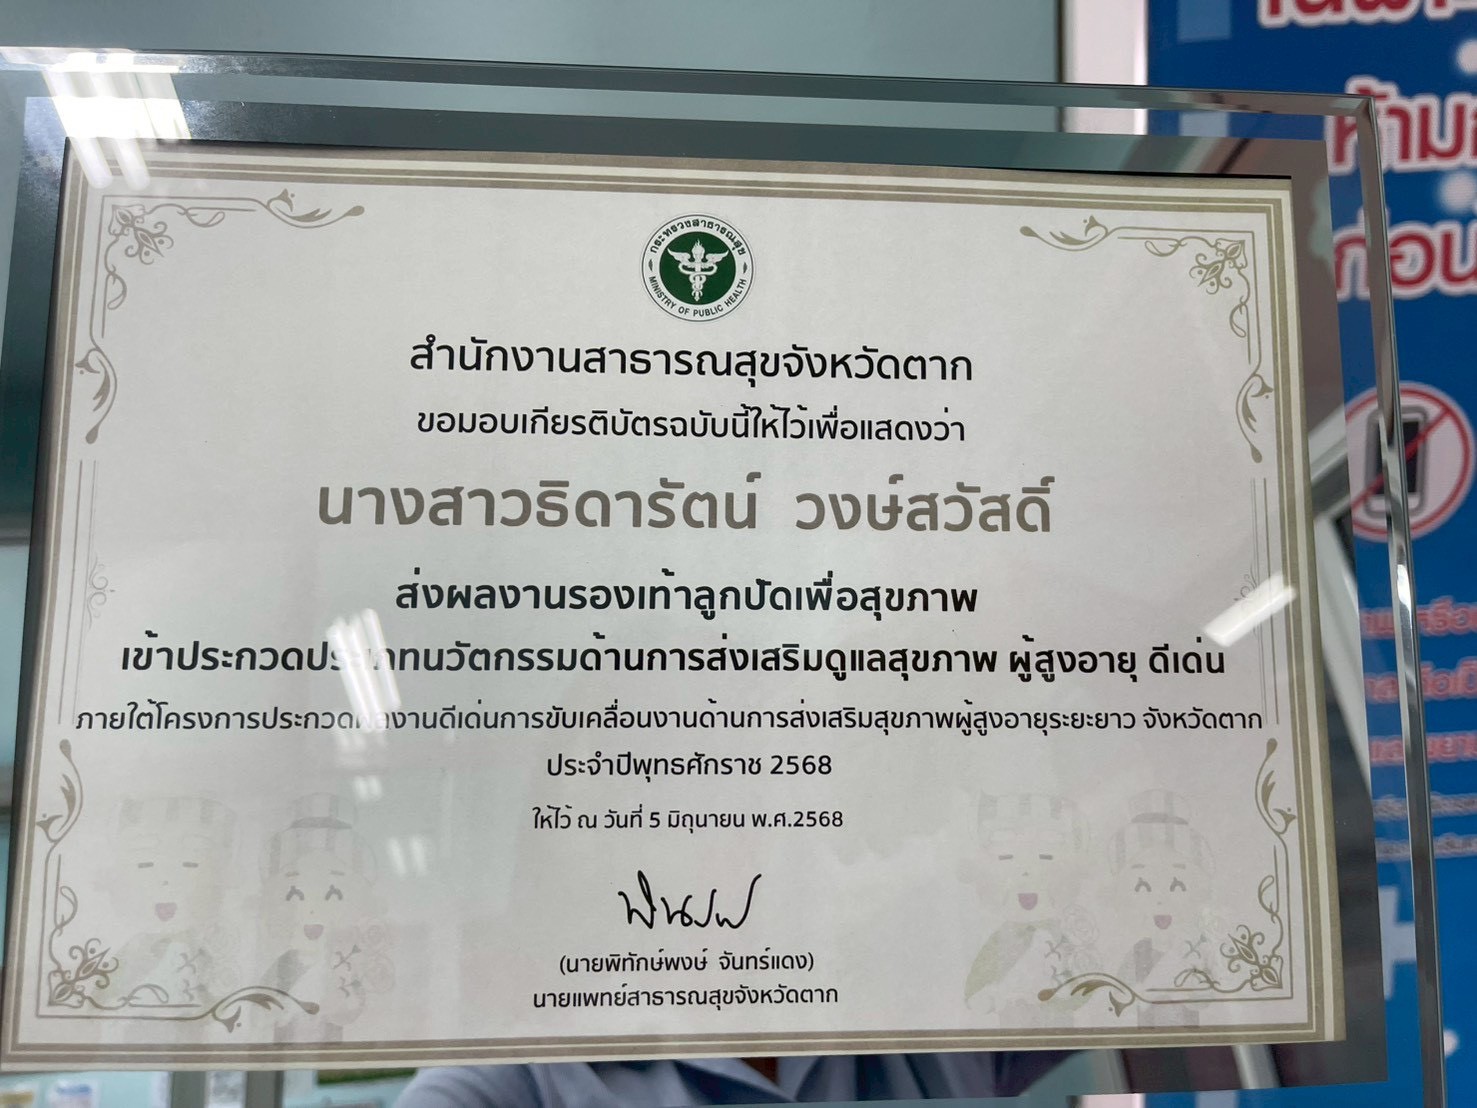 กระทรวงสาธารณสุข
MINISTRY OF PUBLIC HEALTH
สำนักงานสาธารณสุขจังหวัดตาก
ขอมอบเกียรติบัตรฉบับนี้ให้ไว้เพื่อแสดงว่า
นางสาวธิดารัตน์ วงษ์สวัสดิ์
ส่งผลงานรองเท้าลูกปัดเพื่อสุขภาพ
เข้าประกวดประเภทนวัตกรรมด้านการส่งเสริมดูแลสุขภาพ ผู้สูงอายุ ดีเด่น
ภายใต้โครงการประกวดผลงานดีเด่นการขับเคลื่อนงานด้านการส่งเสริมสุขภาพผู้สูงอายุระยะยาว จังหวัดตาก
ประจำปีพุทธศักราช 2568
ให้ไว้ ณ วันที่ 5 มิถุนายน พ.ศ.2568
(นายพิทักษ์พงษ์ จันทร์แดง)
นายแพทย์สาธารณสุขจังหวัดตาก
ห้าม
ก่อน